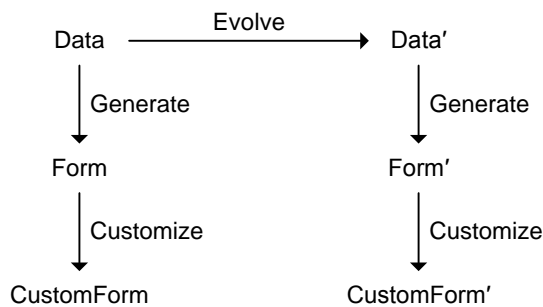 Evolve
Data Data′
Generate Generate
Form Form′
Customize Customize
CustomForm CustomForm′